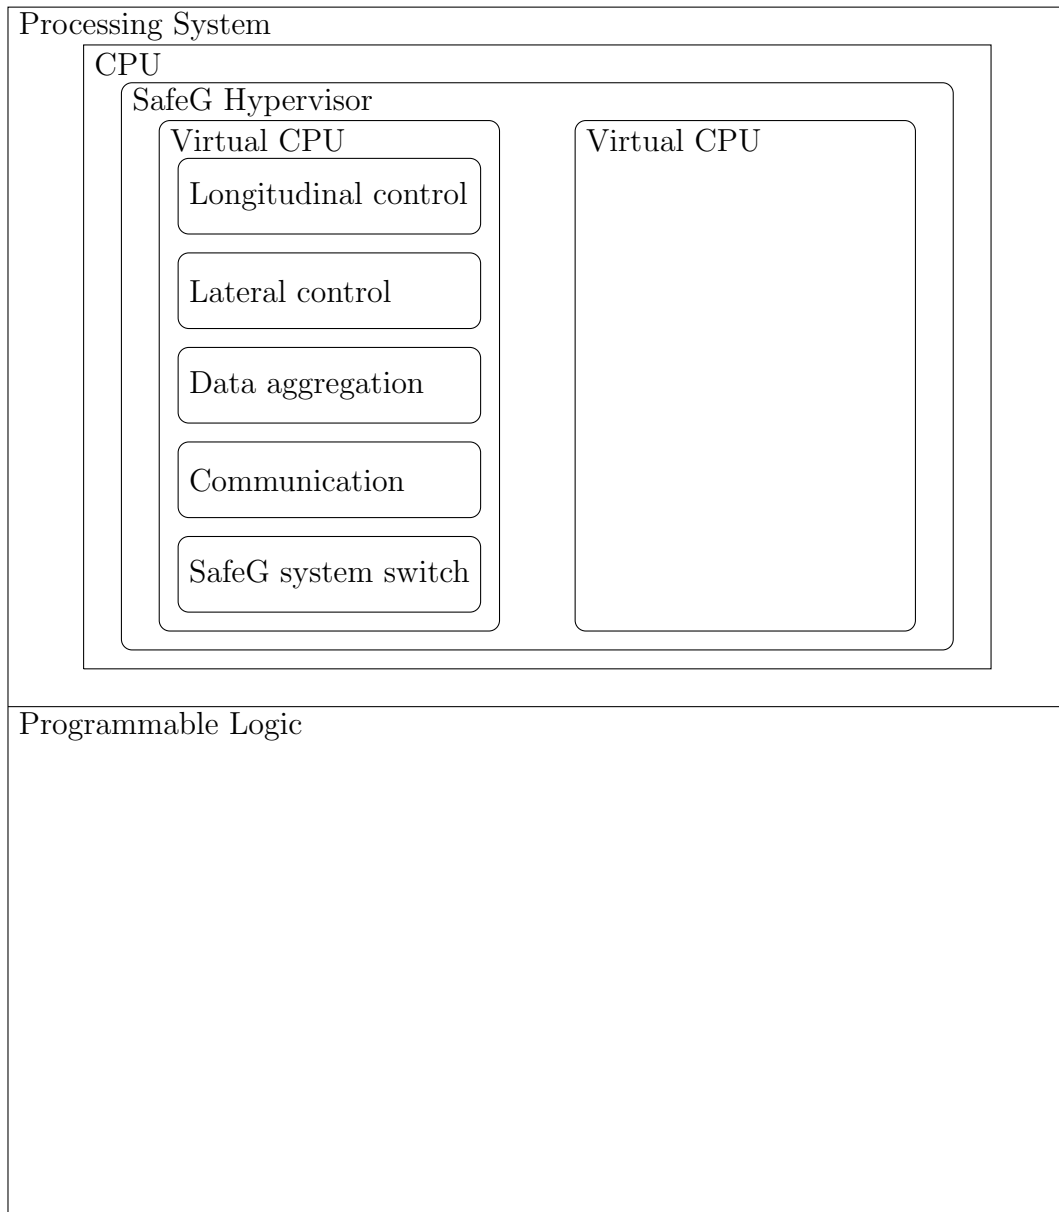 Processing System
CPU
SafeG Hypervisor
Virtual CPU
Longitudinal control
Lateral control
Data aggregation
Communication
SafeG system switch
Virtual CPU
Programmable Logic